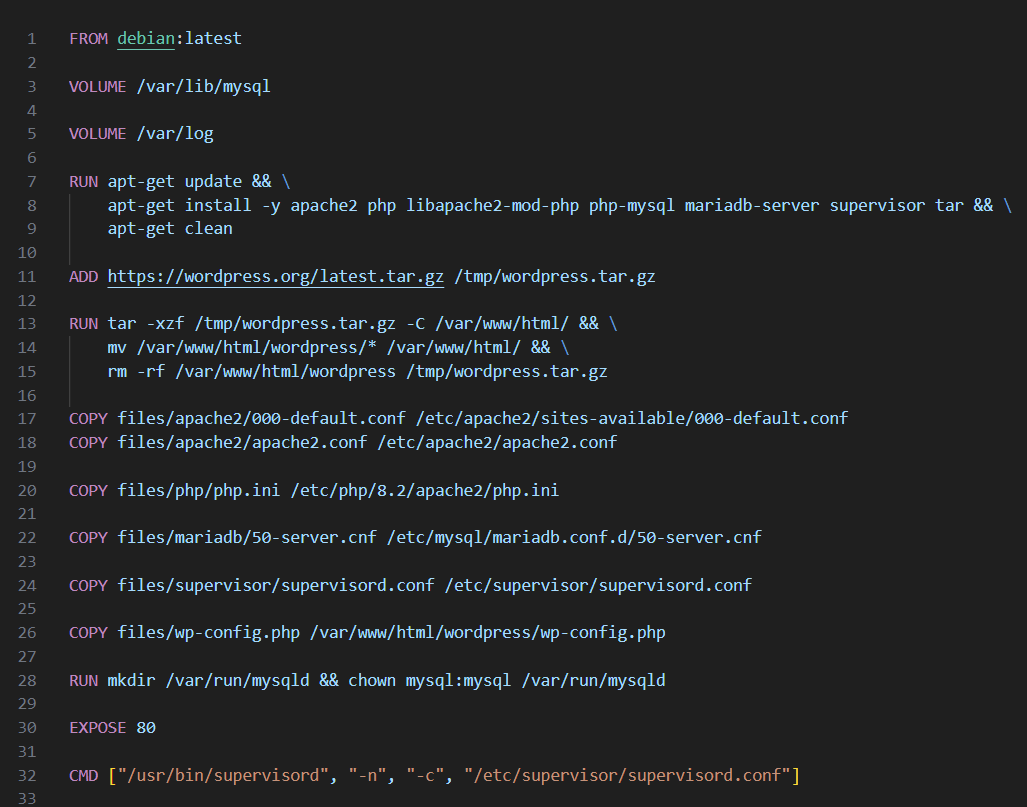 1 FROM debian:latest
2
3 VOLUME /var/lib/mysql
4
5 VOLUME /var/log
6
7 RUN apt-get update && \
8 apt-get install -y apache2 php libapache2-mod-php php-mysql mariadb-server supervisor tar && \
9 apt-get clean
10
11 ADD https://wordpress.org/latest.tar.gz /tmp/wordpress.tar.gz
12
13 RUN tar -xzf /tmp/wordpress.tar.gz -C /var/www/html/ && \
14 mv /var/www/html/wordpress/* /var/www/html/ && \
15 rm -rf /var/www/html/wordpress /tmp/wordpress.tar.gz
16
17 COPY files/apache2/000-default.conf /etc/apache2/sites-available/000-default.conf
18 COPY files/apache2/apache2.conf /etc/apache2/apache2.conf
19
20 COPY files/php/php.ini /etc/php/8.2/apache2/php.ini
21
22 COPY files/mariadb/50-server.cnf /etc/mysql/mariadb.conf.d/50-server.cnf
23
24 COPY files/supervisor/supervisord.conf /etc/supervisor/supervisord.conf
25
26 COPY files/wp-config.php /var/www/html/wordpress/wp-config.php
27
28 RUN mkdir /var/run/mysqld && chown mysql:mysql /var/run/mysqld
29
30 EXPOSE 80
31
32 CMD ["/usr/bin/supervisord", "-n", "-c", "/etc/supervisor/supervisord.conf"]
33